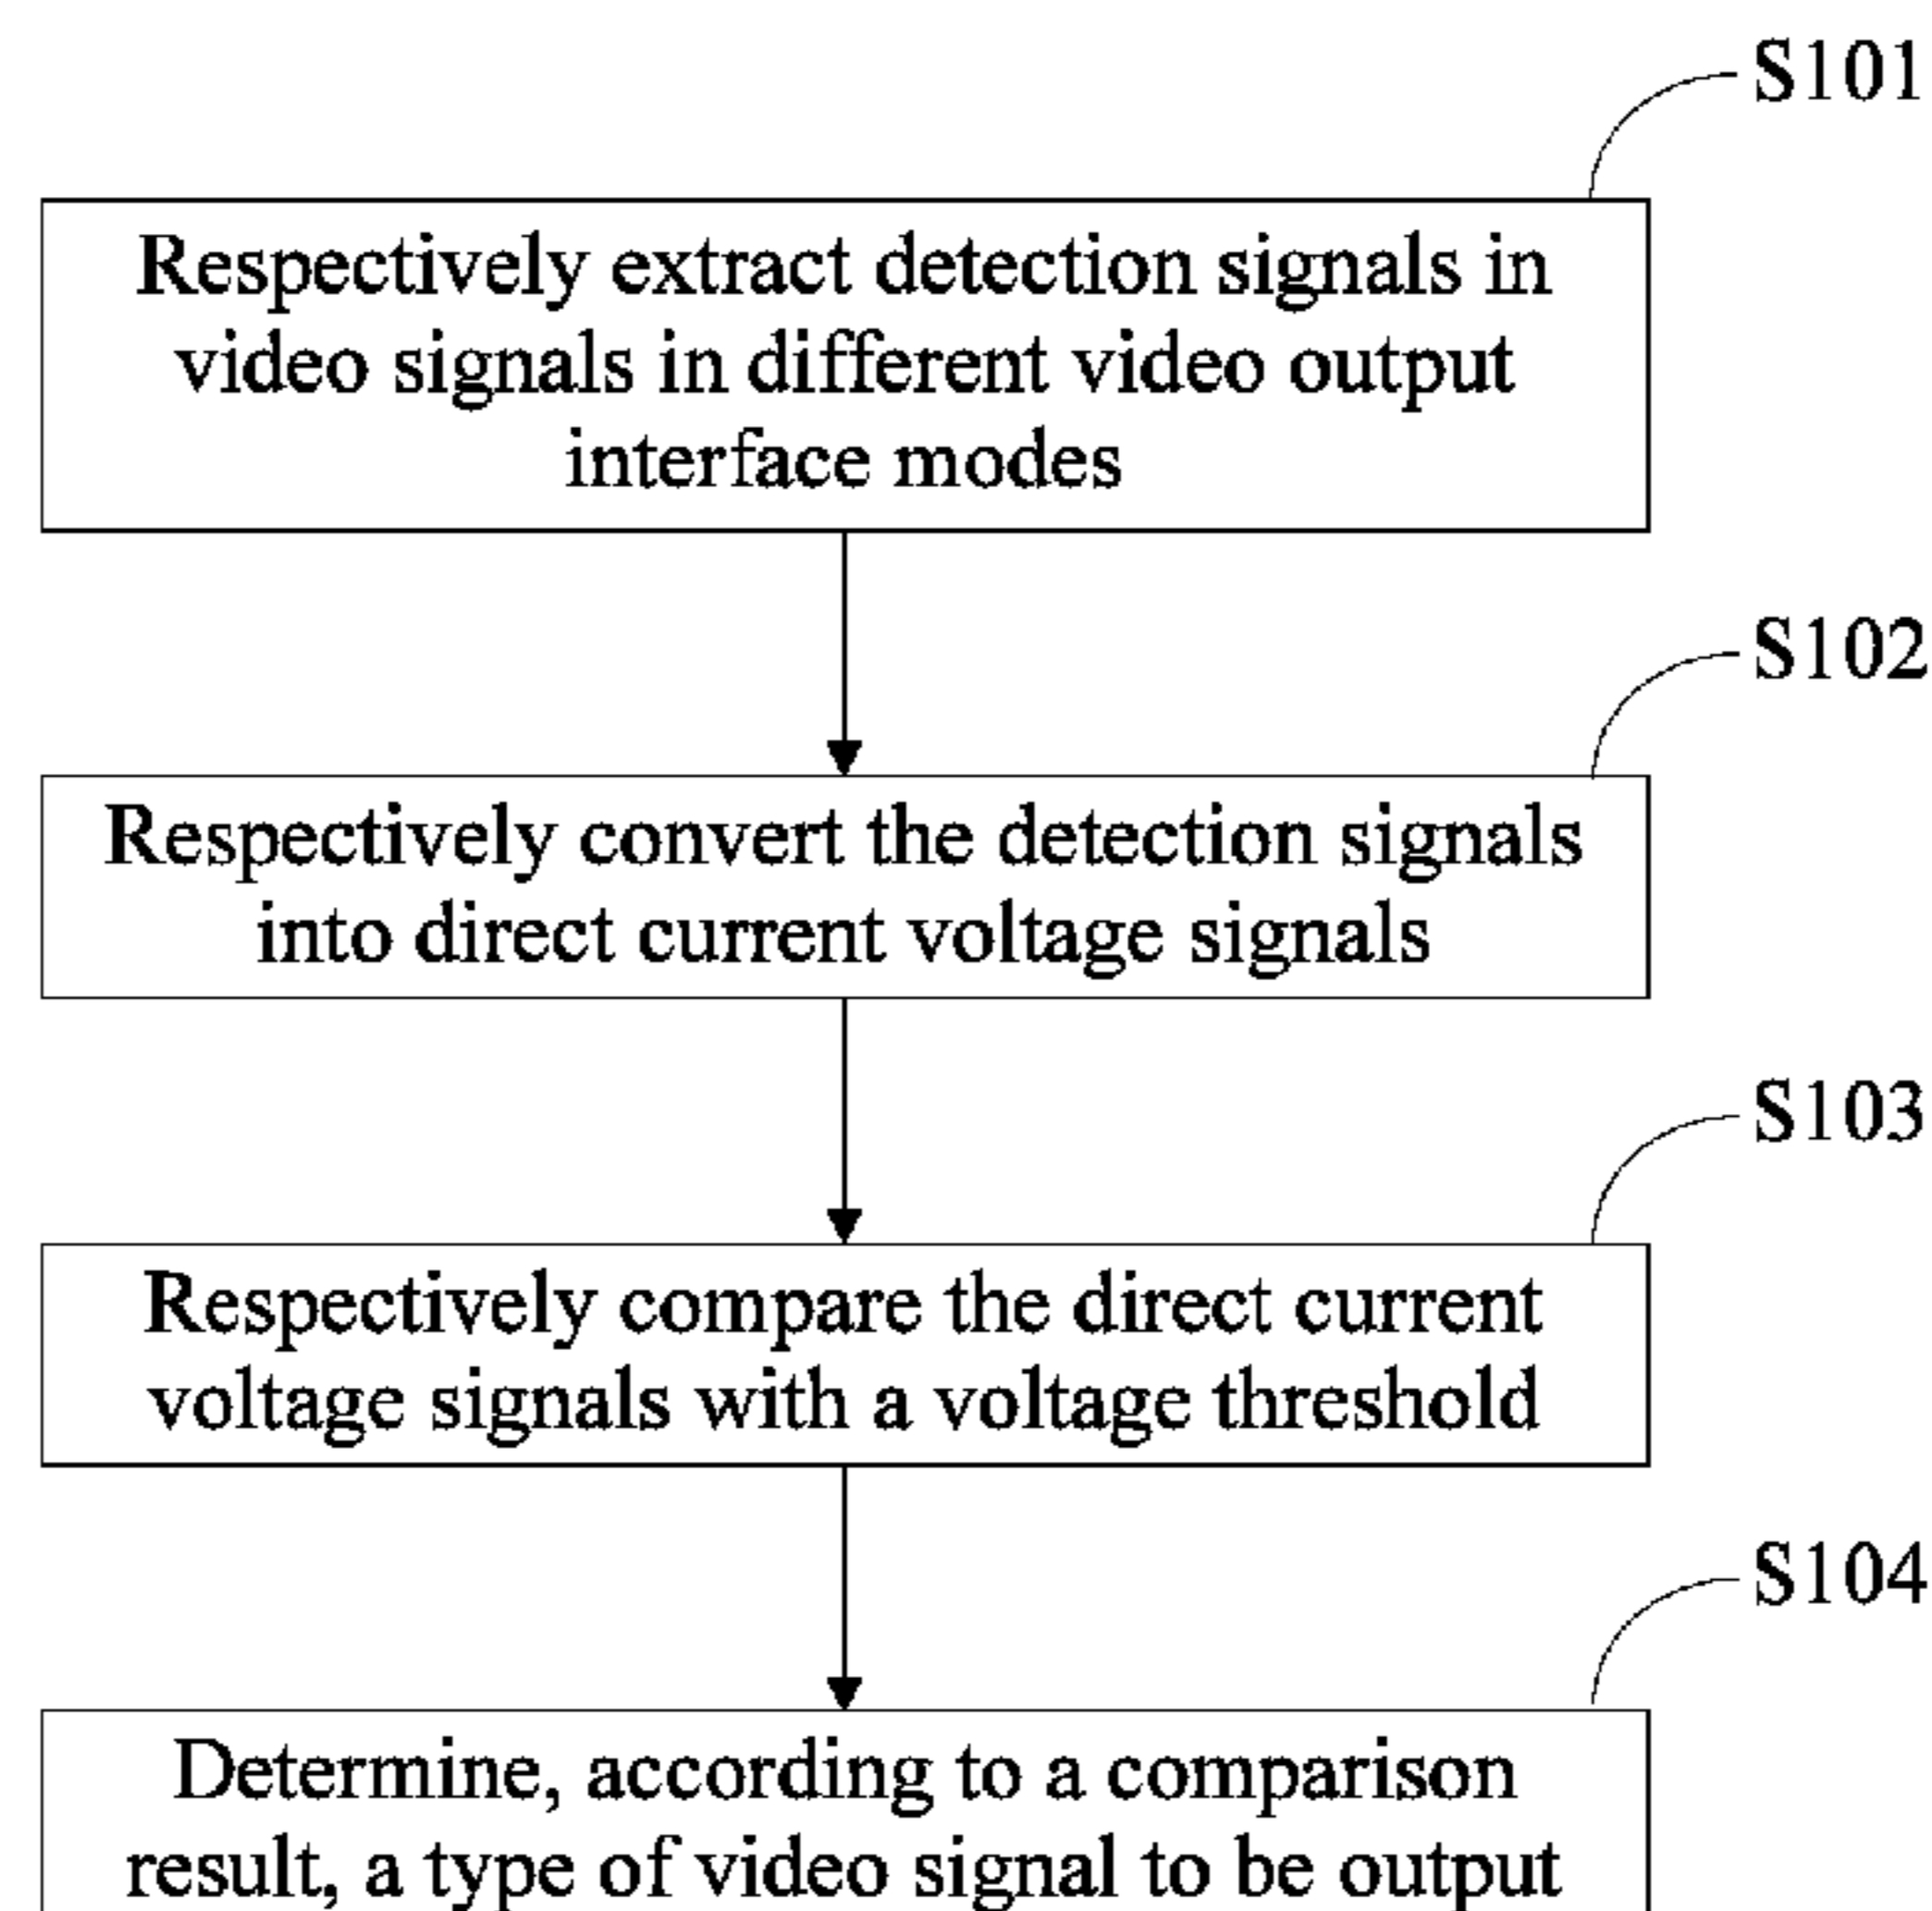 S101
Respectively extract detection signals in
video signals in different video output
interface modes
S102
Respectively convert the detection signals
into direct current voltage signals
S103
Respectively compare the direct current
voltage signals with a voltage threshold
S104
Determine, according to a comparison
result, a type of video signal to be output